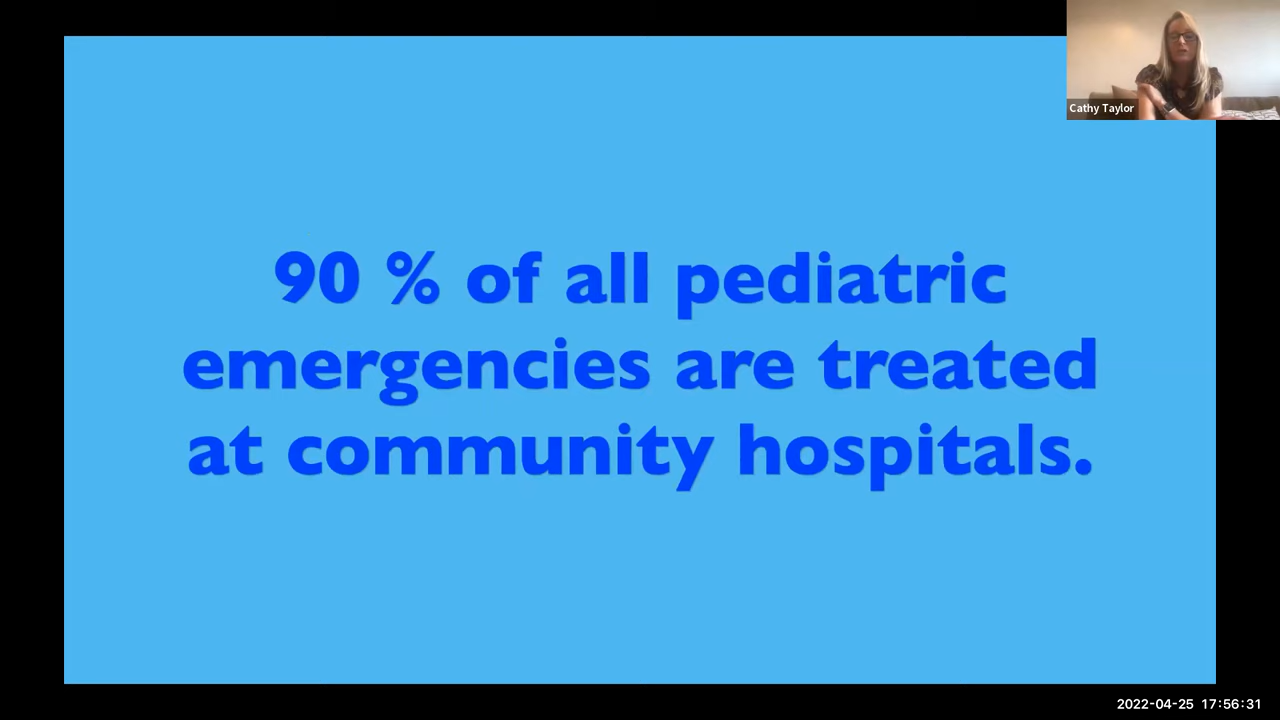 Cathy Taylor
90 % of all pediatric
emergencies are treated
at community hospitals.
2022-04-25 17:56:31